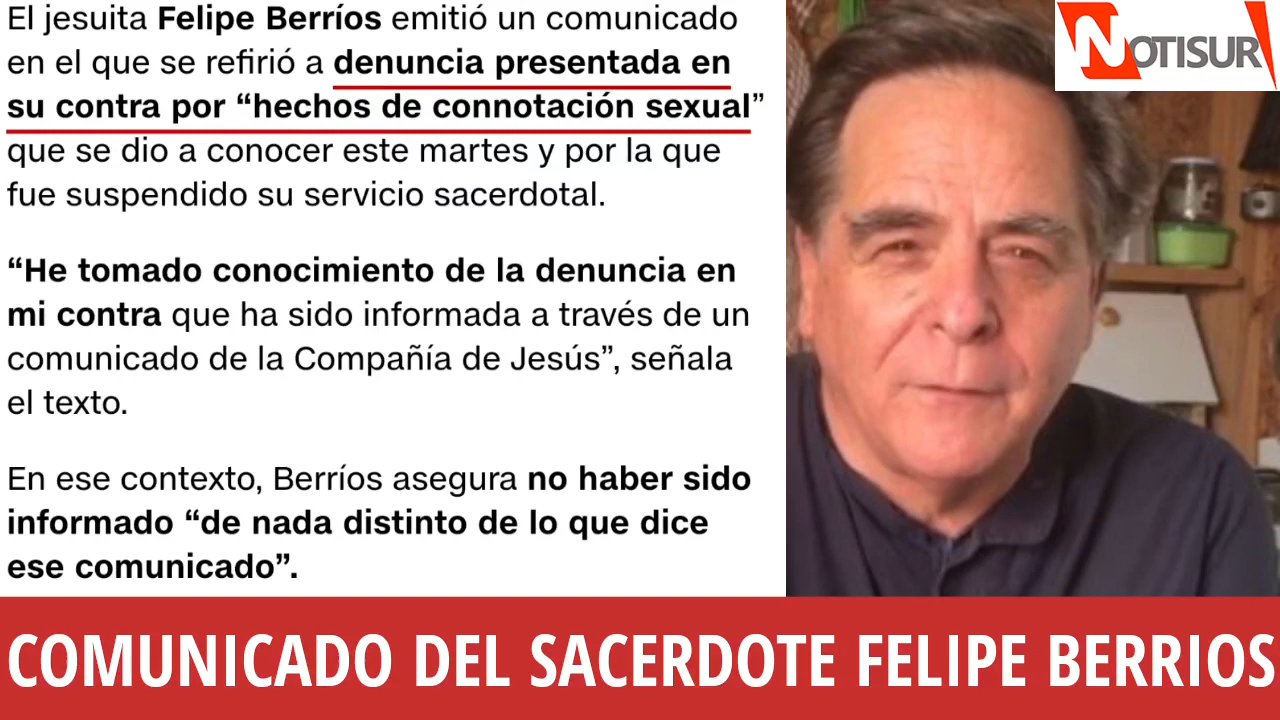 El jesuita Felipe Berríos emitió un comunicado
en el que se refirió a denuncia presentada en
su contra por “hechos de connotación sexual”
que se dio a conocer este martes y por la que
fue suspendido su servicio sacerdotal.
“He tomado conocimiento de la denuncia en
mi contra que ha sido informada a través de un
comunicado de la Compañía de Jesús”, señala
el texto.
En ese contexto, Berríos asegura no haber sido
informado “de nada distinto de lo que dice
ese comunicado”.
NOTISUR
COMUNICADO DEL SACERDOTE FELIPE BERRIOS